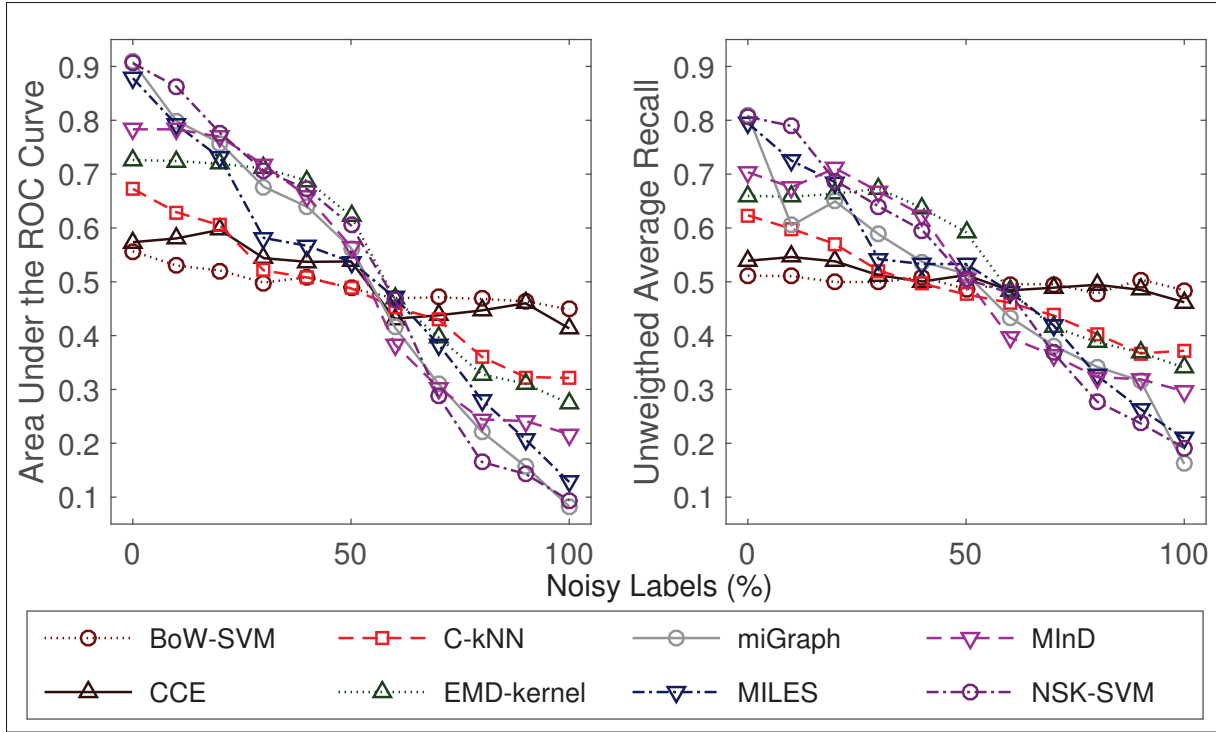 Area Under the ROC Curve
0.9
0.8
0.7
0.6
0.5
0.4
0.3
0.2
0.1
0 50 100
Unweigthed Average Recall
0.9
0.8
0.7
0.6
0.5
0.4
0.3
0.2
0.1
0 50 100
Noisy Labels (%)
BoW-SVM C-kNN miGraph MInD
CCE EMD-kernel MILES NSK-SVM